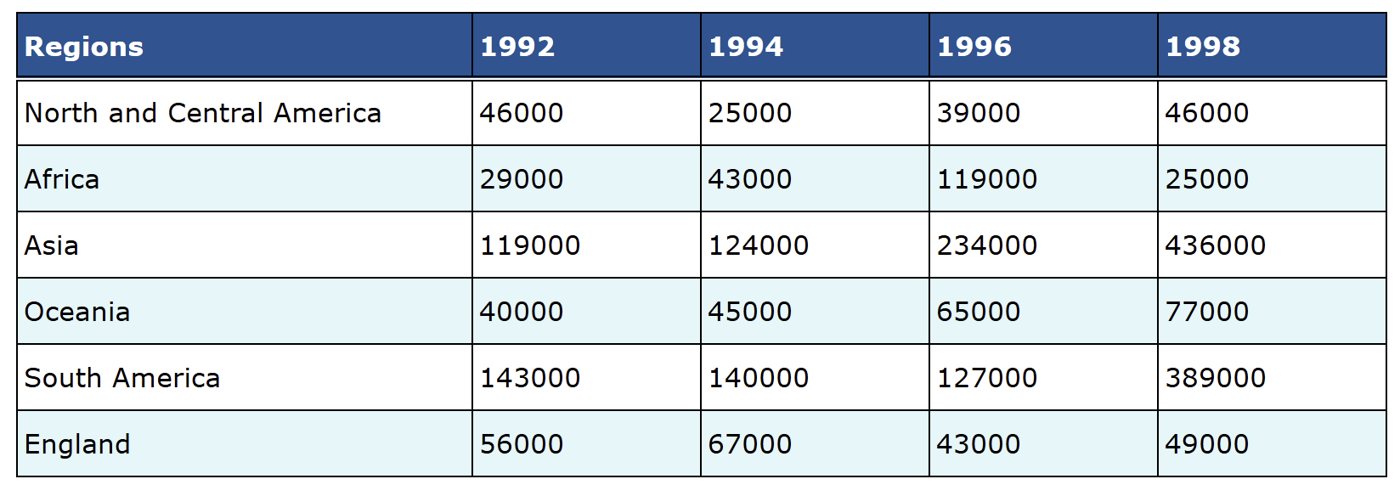 Regions 1992 1994 1996 1998
North and Central America 46000 25000 39000 46000
Africa 29000 43000 119000 25000
Asia 119000 124000 234000 436000
Oceania 40000 45000 65000 77000
South America 143000 140000 127000 389000
England 56000 67000 43000 49000